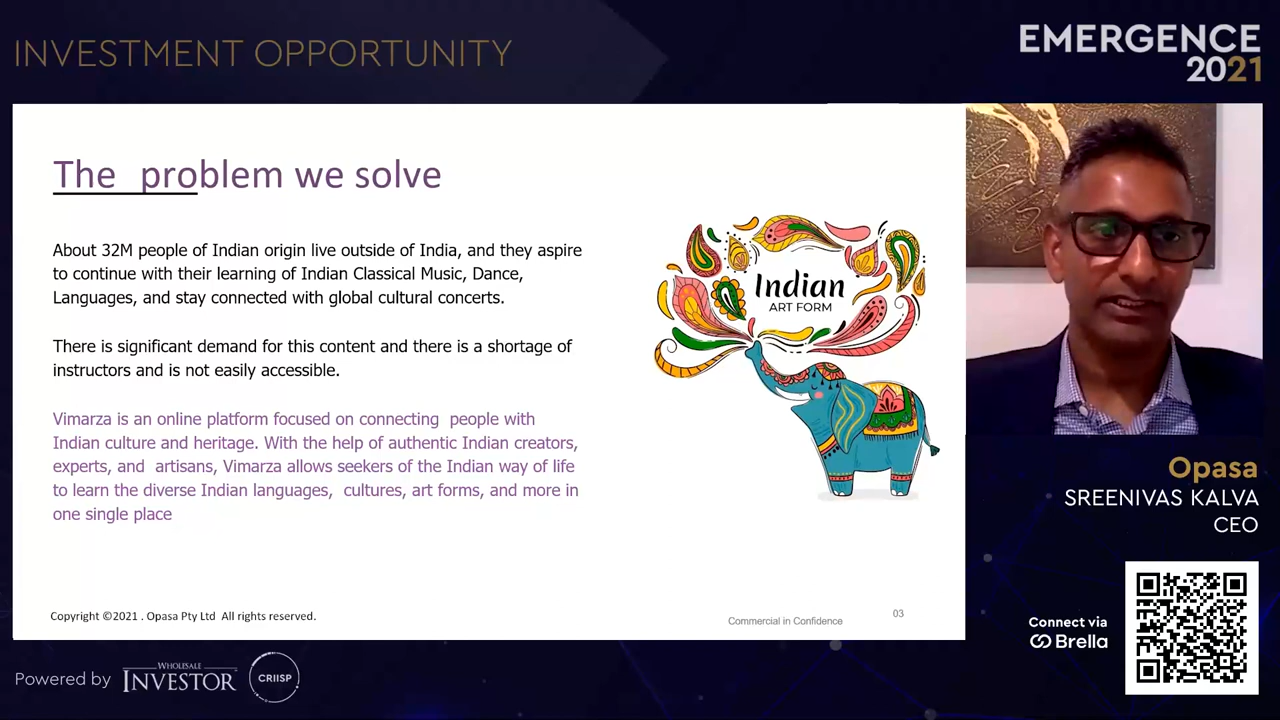 INVESTMENT OPPORTUNITY
EMERGENCE
2021
The problem we solve
About 32M people of Indian origin live outside of India, and they aspire
to continue with their learning of Indian Classical Music, Dance,
Languages, and stay connected with global cultural concerts.
There is significant demand for this content and there is a shortage of
instructors and is not easily accessible.
Vimarza is an online platform focused on connecting people with
Indian culture and heritage. With the help of authentic Indian creators,
experts, and artisans, Vimarza allows seekers of the Indian way of life
to learn the diverse Indian languages, cultures, art forms, and more in
one single place
Indian
ART FORM
Copyright ©2021 . Opasa Pty Ltd All rights reserved.
Commercial in Confidence
03
Opasa
SREENIVAS KALVA
CEO
Connect via
Brella
Powered by
WHOLESALE
INVESTOR
CRIISP